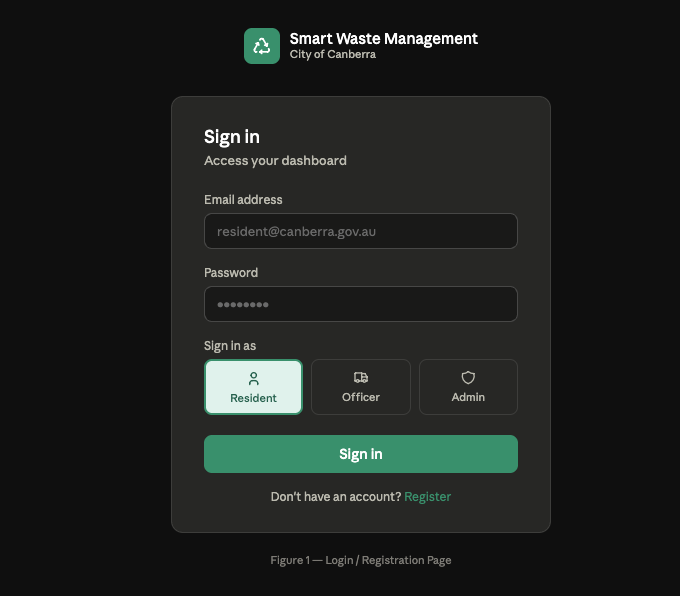 Smart Waste Management
City of Canberra
Sign in
Access your dashboard
Email address
resident@canberra.gov.au
Password
••••••••
Sign in as
Resident
Officer
Admin
Sign in
Don't have an account? Register
Figure 1 — Login / Registration Page